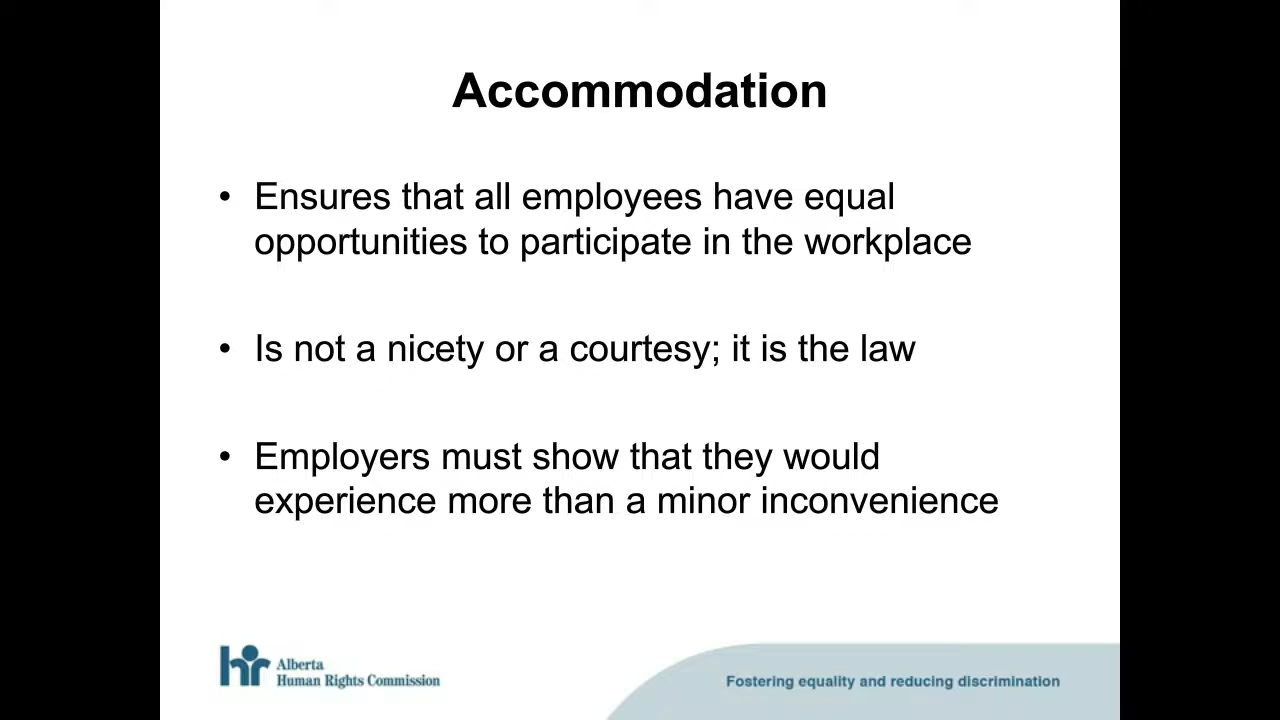 Accommodation
• Ensures that all employees have equal
opportunities to participate in the workplace
• Is not a nicety or a courtesy; it is the law
• Employers must show that they would
experience more than a minor inconvenience
hr Alberta
Human Rights Commission
Fostering equality and reducing discrimination